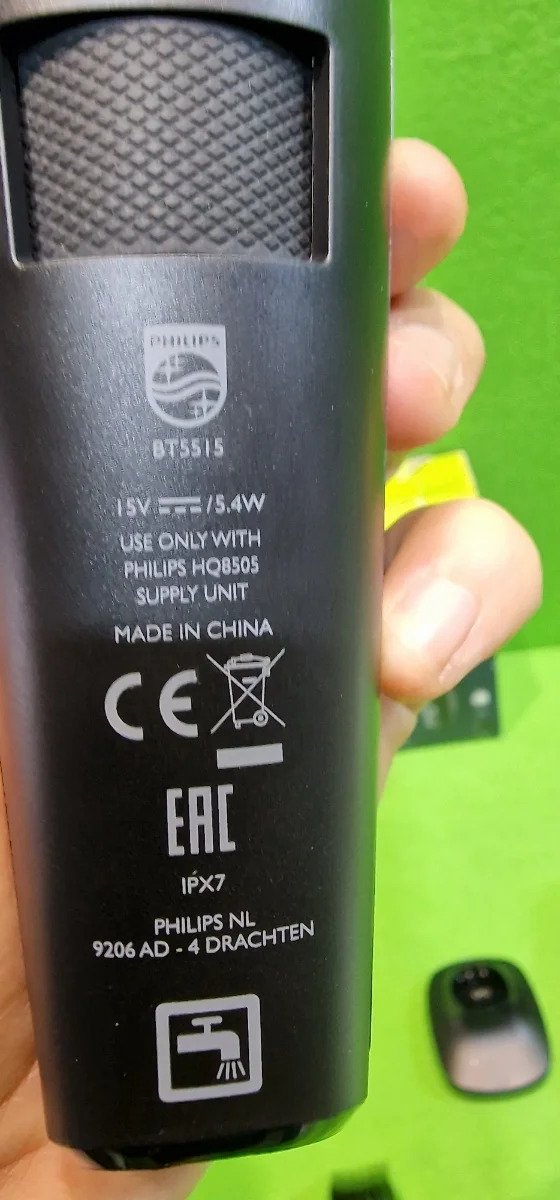 PHILIPS
BT5515
15V ⎓ /5.4W
USE ONLY WITH
PHILIPS HQ8505
SUPPLY UNIT
MADE IN CHINA
CE
EAC
IPX7
PHILIPS NL
9206 AD - 4 DRACHTEN